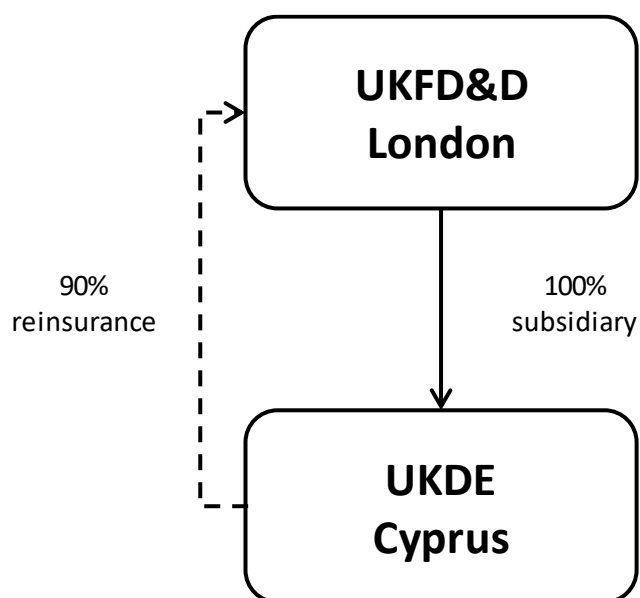 UKFD&D
London
90%
reinsurance
100%
subsidiary
UKDE
Cyprus